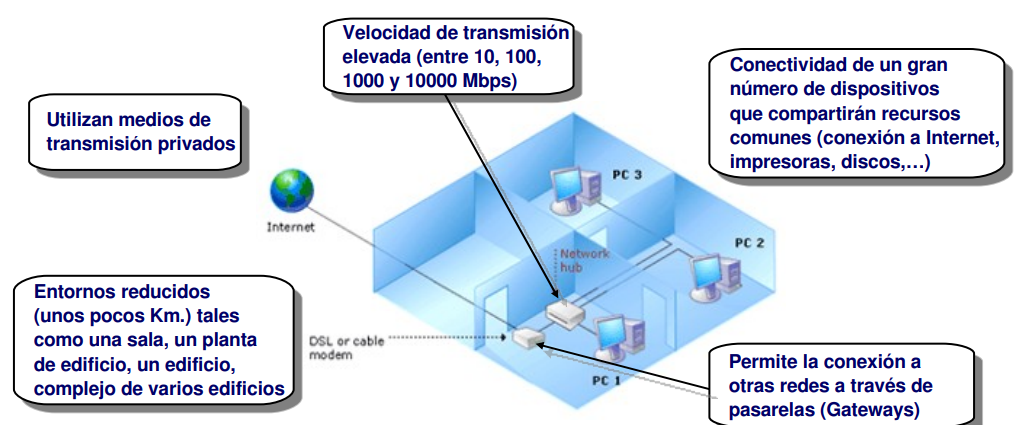 Velocidad de transmisión
elevada (entre 10, 100,
1000 y 10000 Mbps)
Conectividad de un gran
número de dispositivos
que compartirán recursos
comunes (conexión a Internet,
impresoras, discos,…)
Utilizan medios de
transmisión privados
PC 3
Internet
PC 2
Network
hub
Entornos reducidos
(unos pocos Km.) tales
como una sala, un planta
de edificio, un edificio,
complejo de varios edificios
DSL or cable
modem
PC 1
Permite la conexión a
otras redes a través de
pasarelas (Gateways)